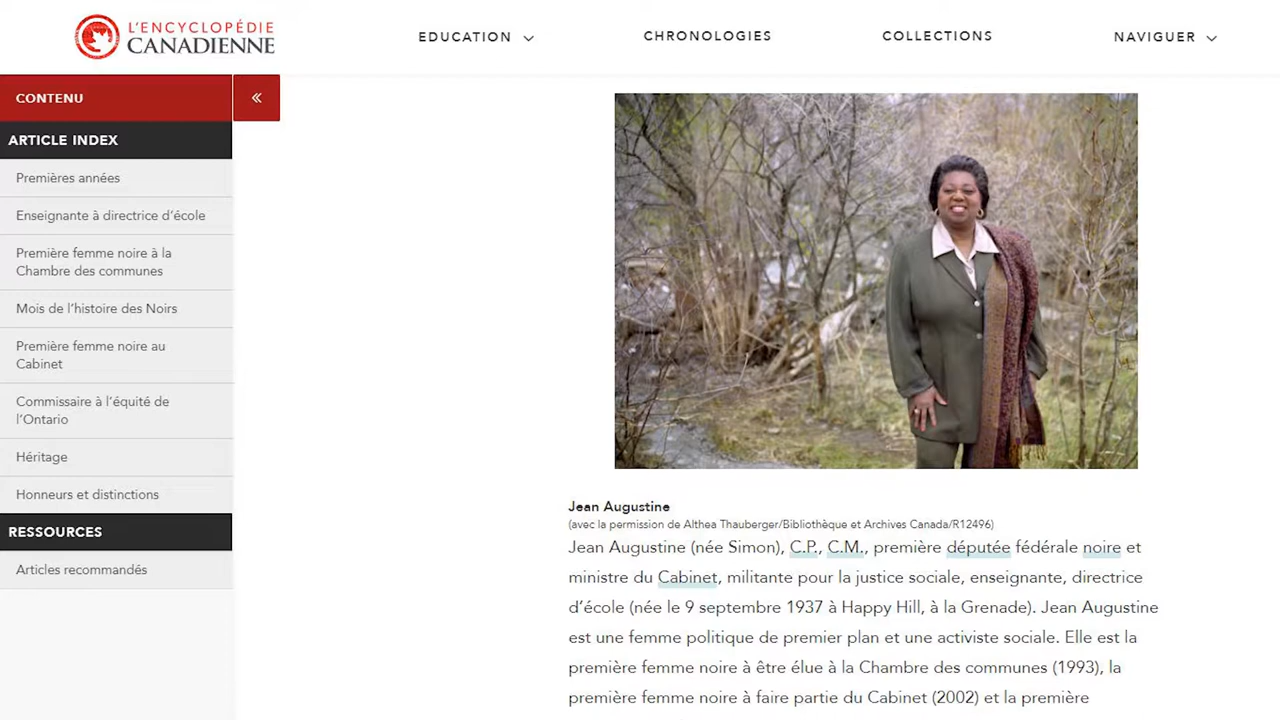 L'ENCYCLOPÉDIE
CANADIENNE
EDUCATION
CHRONOLOGIES
COLLECTIONS
NAVIGUER
CONTENU
«
ARTICLE INDEX
Premières années
Enseignante à directrice d’école
Première femme noire à la
Chambre des communes
Mois de l’histoire des Noirs
Première femme noire au
Cabinet
Commissaire à l’équité de
l’Ontario
Héritage
Honneurs et distinctions
RESSOURCES
Articles recommandés
Jean Augustine
(avec la permission de Althea Thauberger/Bibliothèque et Archives Canada/R12496)
Jean Augustine (née Simon), C.P., C.M., première députée fédérale noire et
ministre du Cabinet, militante pour la justice sociale, enseignante, directrice
d’école (née le 9 septembre 1937 à Happy Hill, à la Grenade). Jean Augustine
est une femme politique de premier plan et une activiste sociale. Elle est la
première femme noire à être élue à la Chambre des communes (1993), la
première femme noire à faire partie du Cabinet (2002) et la première